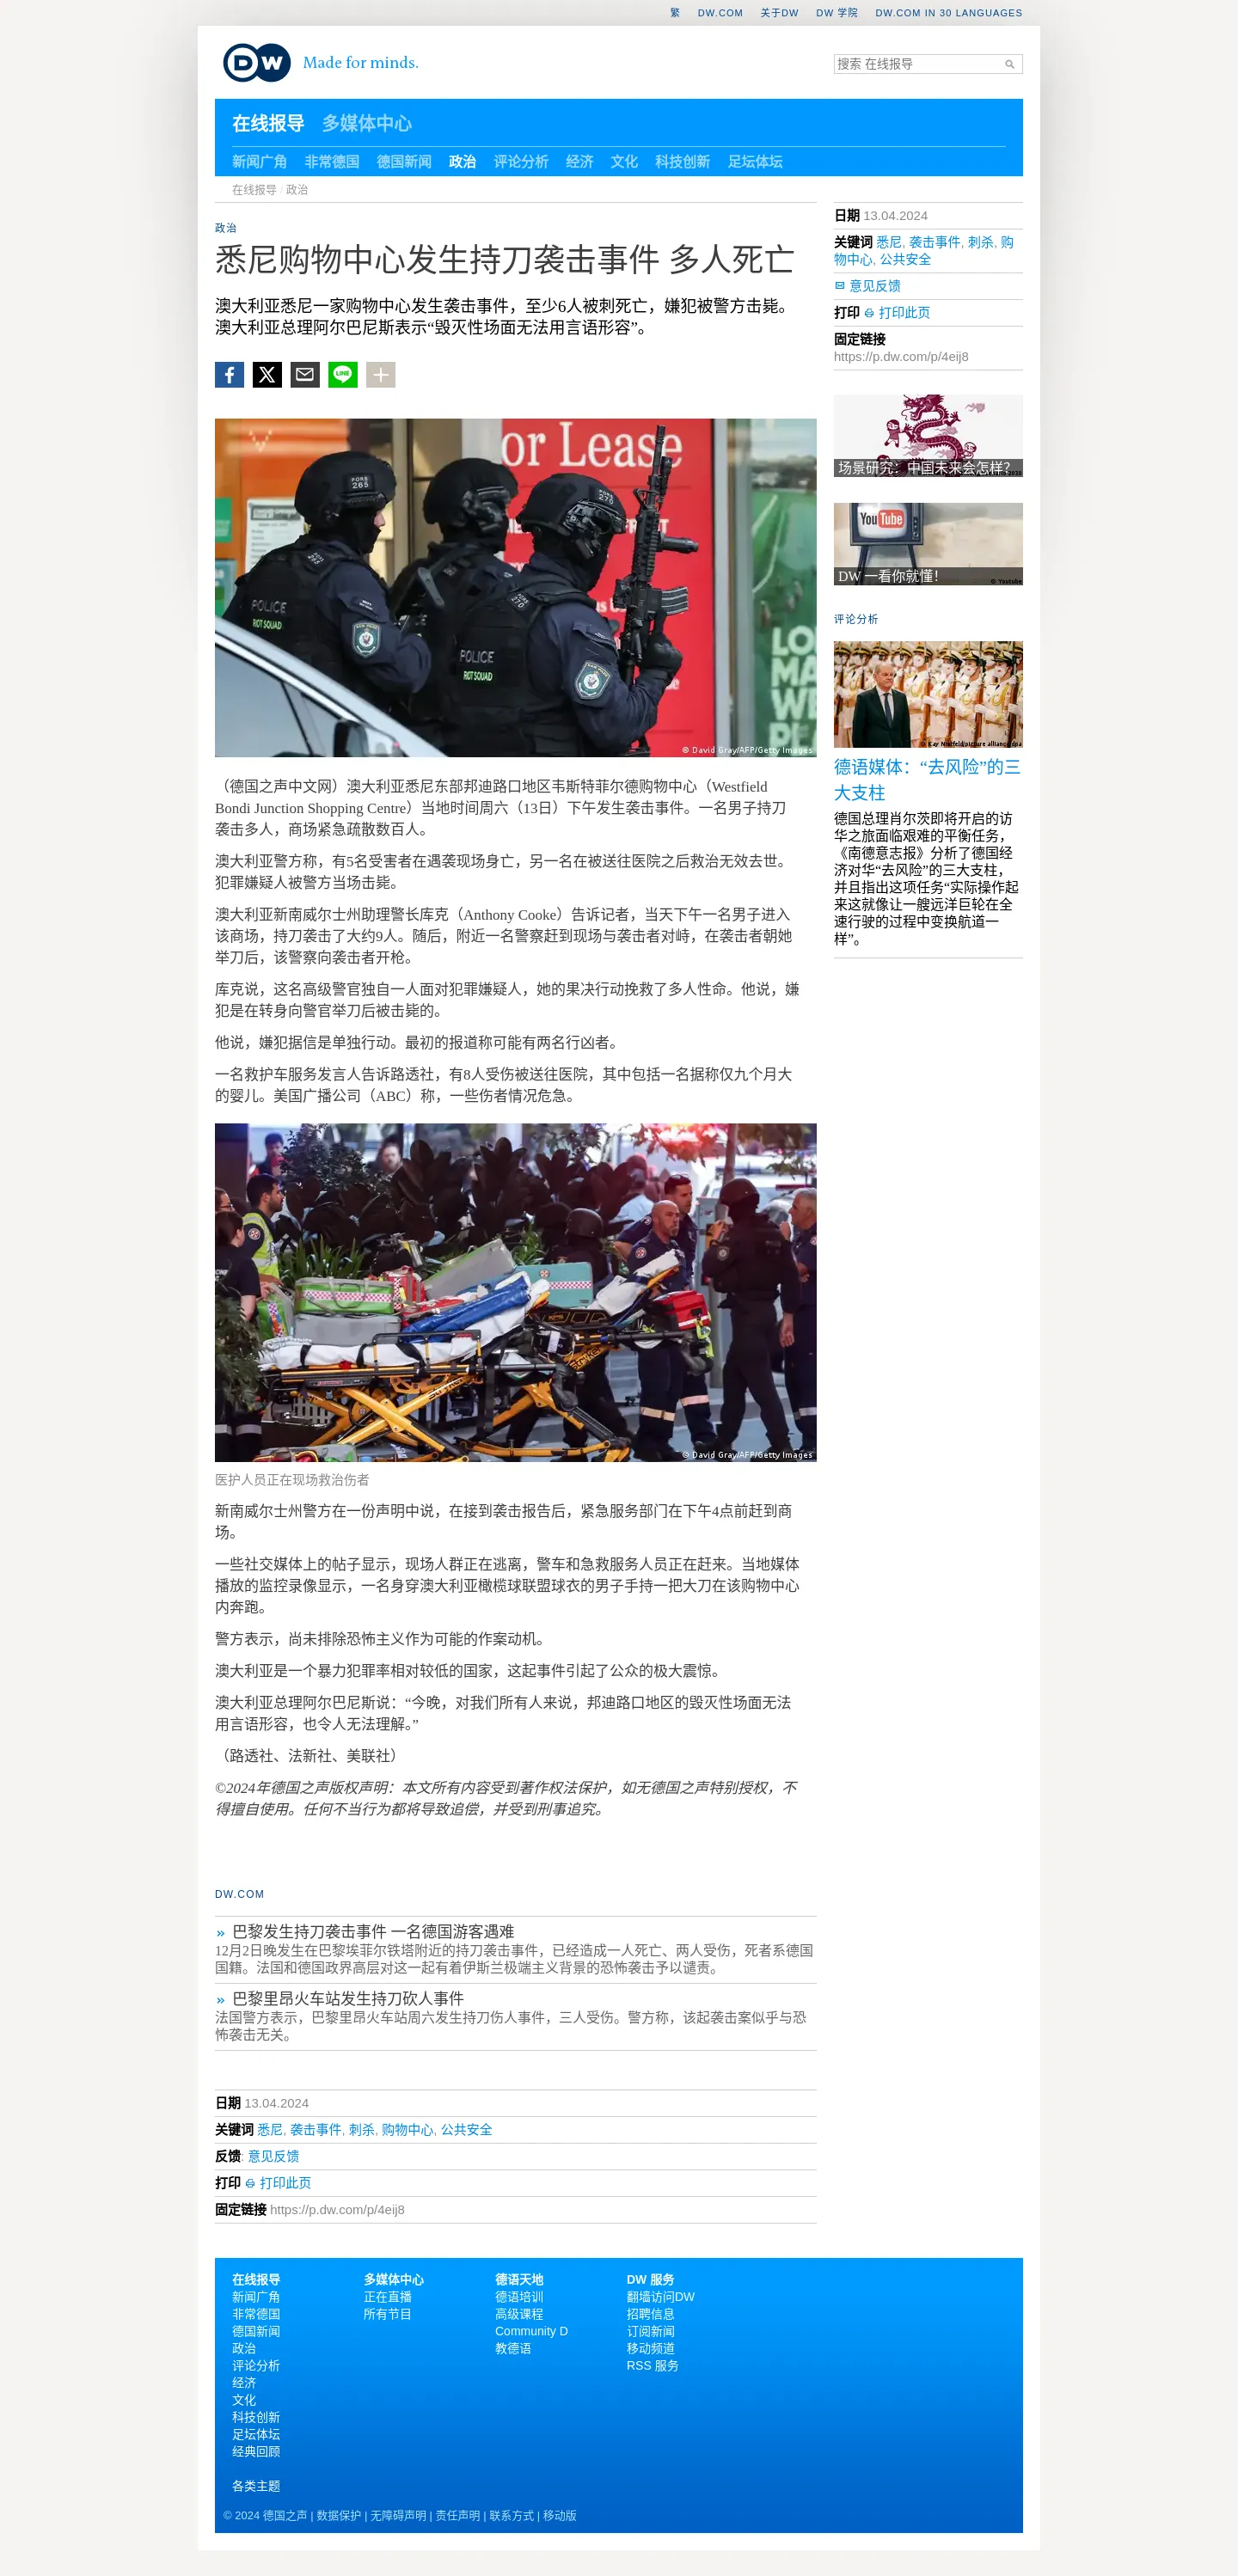 繁 DW.COM 关于DW DW 学院 DW.COM IN 30 LANGUAGES
DW Made for minds.
搜索 在线报导
在线报导 多媒体中心
新闻广角 非常德国 德国新闻 政治 评论分析 经济 文化 科技创新 足坛体坛
在线报导 / 政治
政治
悉尼购物中心发生持刀袭击事件 多人死亡
澳大利亚悉尼一家购物中心发生袭击事件，至少6人被刺死亡，嫌犯被警方击毙。
澳大利亚总理阿尔巴尼斯表示“毁灭性场面无法用言语形容”。
LINE
or Lease
PORS
265
PORS
270
POLICE
RIOT SQUAD
POLICE
RIOT SQUAD
© David Gray/AFP/Getty Images
（德国之声中文网）澳大利亚悉尼东部邦迪路口地区韦斯特菲尔德购物中心（Westfield
Bondi Junction Shopping Centre）当地时间周六（13日）下午发生袭击事件。一名男子持刀
袭击多人，商场紧急疏散数百人。
澳大利亚警方称，有5名受害者在遇袭现场身亡，另一名在被送往医院之后救治无效去世。
犯罪嫌疑人被警方当场击毙。
澳大利亚新南威尔士州助理警长库克（Anthony Cooke）告诉记者，当天下午一名男子进入
该商场，持刀袭击了大约9人。随后，附近一名警察赶到现场与袭击者对峙，在袭击者朝她
举刀后，该警察向袭击者开枪。
库克说，这名高级警官独自一人面对犯罪嫌疑人，她的果决行动挽救了多人性命。他说，嫌
犯是在转身向警官举刀后被击毙的。
他说，嫌犯据信是单独行动。最初的报道称可能有两名行凶者。
一名救护车服务发言人告诉路透社，有8人受伤被送往医院，其中包括一名据称仅九个月大
的婴儿。美国广播公司（ABC）称，一些伤者情况危急。
© David Gray/AFP/Getty Images
医护人员正在现场救治伤者
新南威尔士州警方在一份声明中说，在接到袭击报告后，紧急服务部门在下午4点前赶到商
场。
一些社交媒体上的帖子显示，现场人群正在逃离，警车和急救服务人员正在赶来。当地媒体
播放的监控录像显示，一名身穿澳大利亚橄榄球联盟球衣的男子手持一把大刀在该购物中心
内奔跑。
警方表示，尚未排除恐怖主义作为可能的作案动机。
澳大利亚是一个暴力犯罪率相对较低的国家，这起事件引起了公众的极大震惊。
澳大利亚总理阿尔巴尼斯说：“今晚，对我们所有人来说，邦迪路口地区的毁灭性场面无法
用言语形容，也令人无法理解。”
（路透社、法新社、美联社）
©2024年德国之声版权声明：本文所有内容受到著作权法保护，如无德国之声特别授权，不
得擅自使用。任何不当行为都将导致追偿，并受到刑事追究。
DW.COM
» 巴黎发生持刀袭击事件 一名德国游客遇难
12月2日晚发生在巴黎埃菲尔铁塔附近的持刀袭击事件，已经造成一人死亡、两人受伤，死者系德国
国籍。法国和德国政界高层对这一起有着伊斯兰极端主义背景的恐怖袭击予以谴责。
» 巴黎里昂火车站发生持刀砍人事件
法国警方表示，巴黎里昂火车站周六发生持刀伤人事件，三人受伤。警方称，该起袭击案似乎与恐
怖袭击无关。
日期 13.04.2024
关键词 悉尼, 袭击事件, 刺杀, 购物中心, 公共安全
反馈: 意见反馈
打印 打印此页
固定链接 https://p.dw.com/p/4eij8
日期 13.04.2024
关键词 悉尼, 袭击事件, 刺杀, 购
物中心, 公共安全
意见反馈
打印 打印此页
固定链接
https://p.dw.com/p/4eij8
场景研究：中国未来会怎样？
YouTube
DW 一看你就懂！
© Youtube
评论分析
© Kay Nietfeld/picture alliance/dpa
德语媒体：“去风险”的三
大支柱
德国总理肖尔茨即将开启的访
华之旅面临艰难的平衡任务，
《南德意志报》分析了德国经
济对华“去风险”的三大支柱，
并且指出这项任务“实际操作起
来这就像让一艘远洋巨轮在全
速行驶的过程中变换航道一
样”。
在线报导
新闻广角
非常德国
德国新闻
政治
评论分析
经济
文化
科技创新
足坛体坛
经典回顾
各类主题
多媒体中心
正在直播
所有节目
德语天地
德语培训
高级课程
Community D
教德语
DW 服务
翻墙访问DW
招聘信息
订阅新闻
移动频道
RSS 服务
© 2024 德国之声 | 数据保护 | 无障碍声明 | 责任声明 | 联系方式 | 移动版